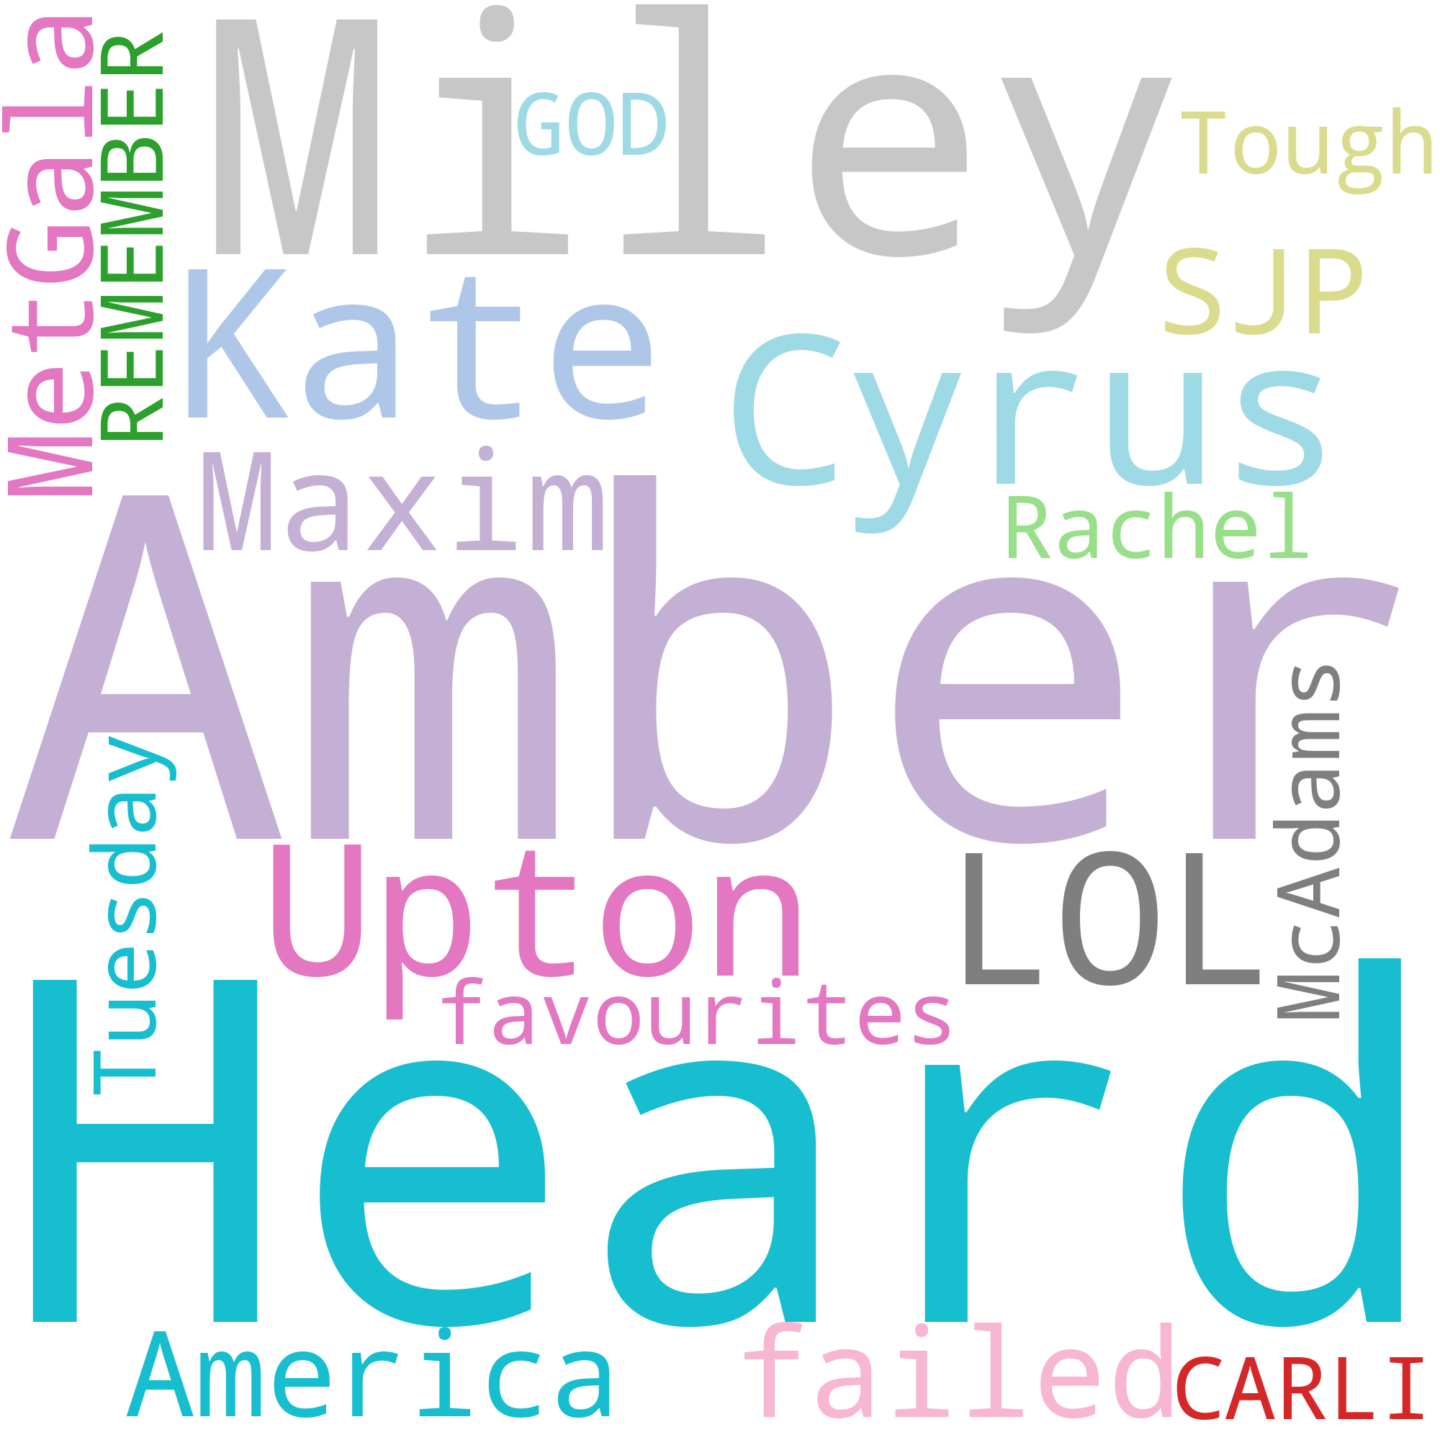 MetGala
REMEMBER
Miley
GOD
Tough
Kate
SJP
Cyrus
Maxim
Rachel
Amber
McAdams
Tuesday
Upton
LOL
favourites
Heard
America
failed
CARLI